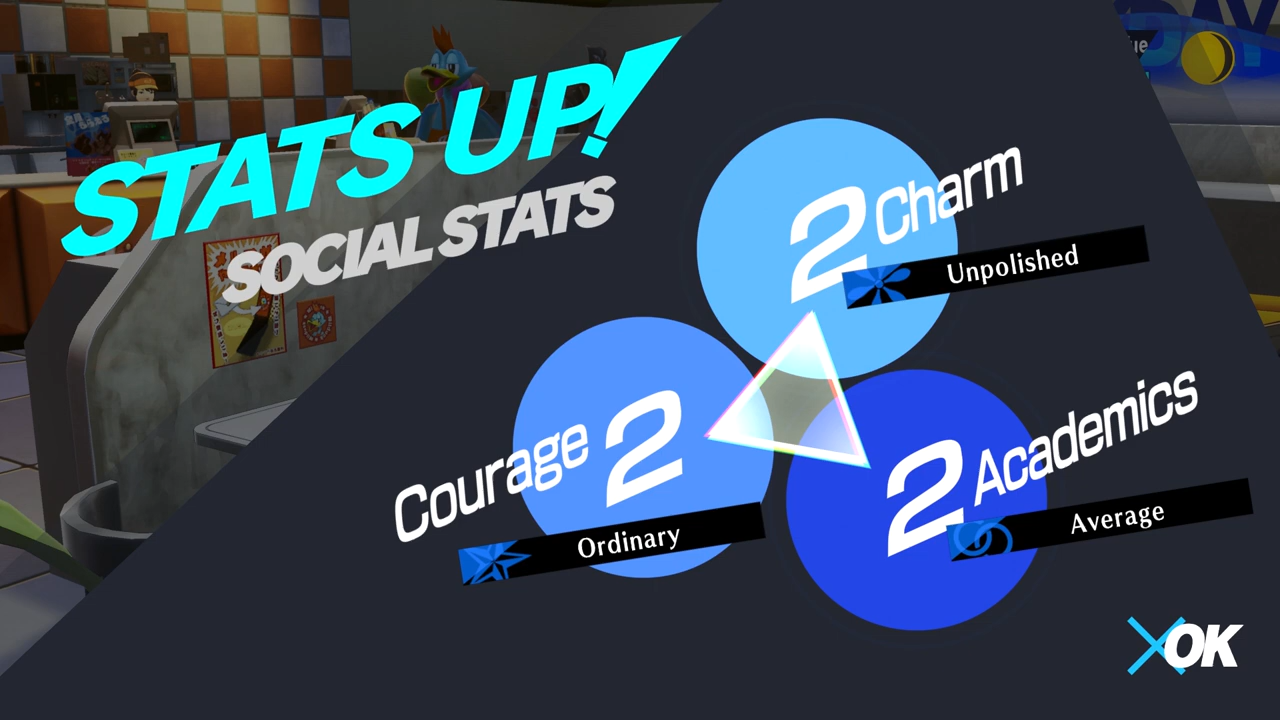 STATS UP!
SOCIAL STATS
2 Charm
Unpolished
Courage 2
Ordinary
2 Academics
Average
OK